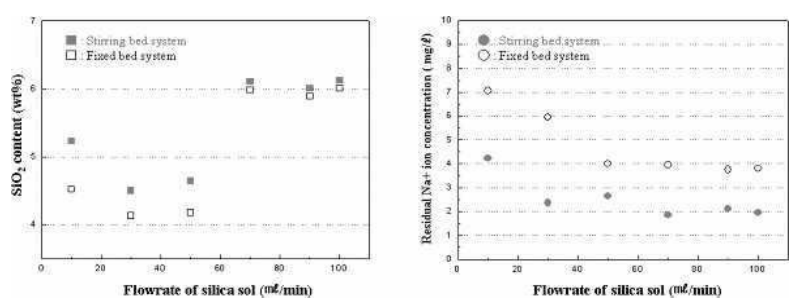 7
6
5
4
SiO₂ content (wt%)
: Stirring bed system
: Fixed bed system
0 20 40 60 80 100
Flowrate of silica sol (mℓ/min)
10
9
8
7
6
5
4
3
2
1
0
Residual Na+ ion concentration ( mg/ℓ)
: Stirring bed system
: Fixed bed system
0 20 40 60 80 100
Flowrate of silica sol (mℓ/min)